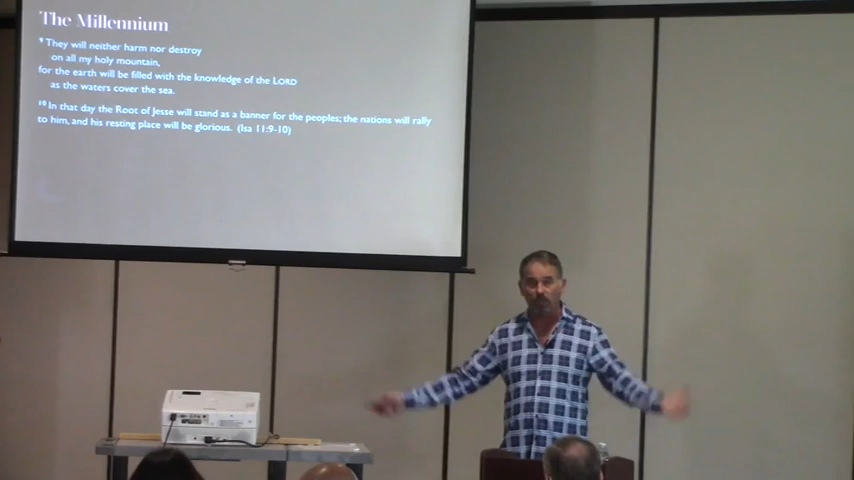 The Millennium
⁹ They will neither harm nor destroy
on all my holy mountain,
for the earth will be filled with the knowledge of the LORD
as the waters cover the sea.
¹⁰ In that day the Root of Jesse will stand as a banner for the peoples; the nations will rally
to him, and his resting place will be glorious. (Isa 11:9-10)